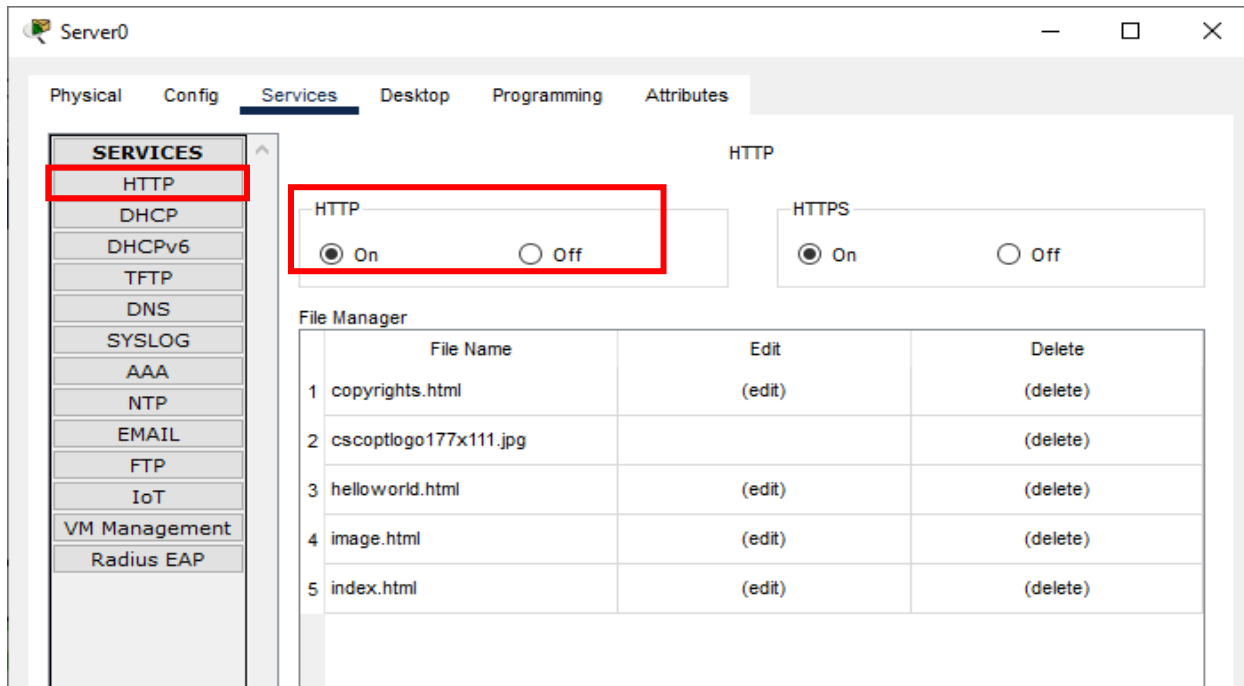 Server0
Physical Config Services Desktop Programming Attributes
SERVICES
HTTP
DHCP
DHCPv6
TFTP
DNS
SYSLOG
AAA
NTP
EMAIL
FTP
IoT
VM Management
Radius EAP
HTTP
HTTP
On Off
HTTPS
On Off
File Manager
File Name Edit Delete
1 copyrights.html (edit) (delete)
2 cscoptlogo177x111.jpg (delete)
3 helloworld.html (edit) (delete)
4 image.html (edit) (delete)
5 index.html (edit) (delete)